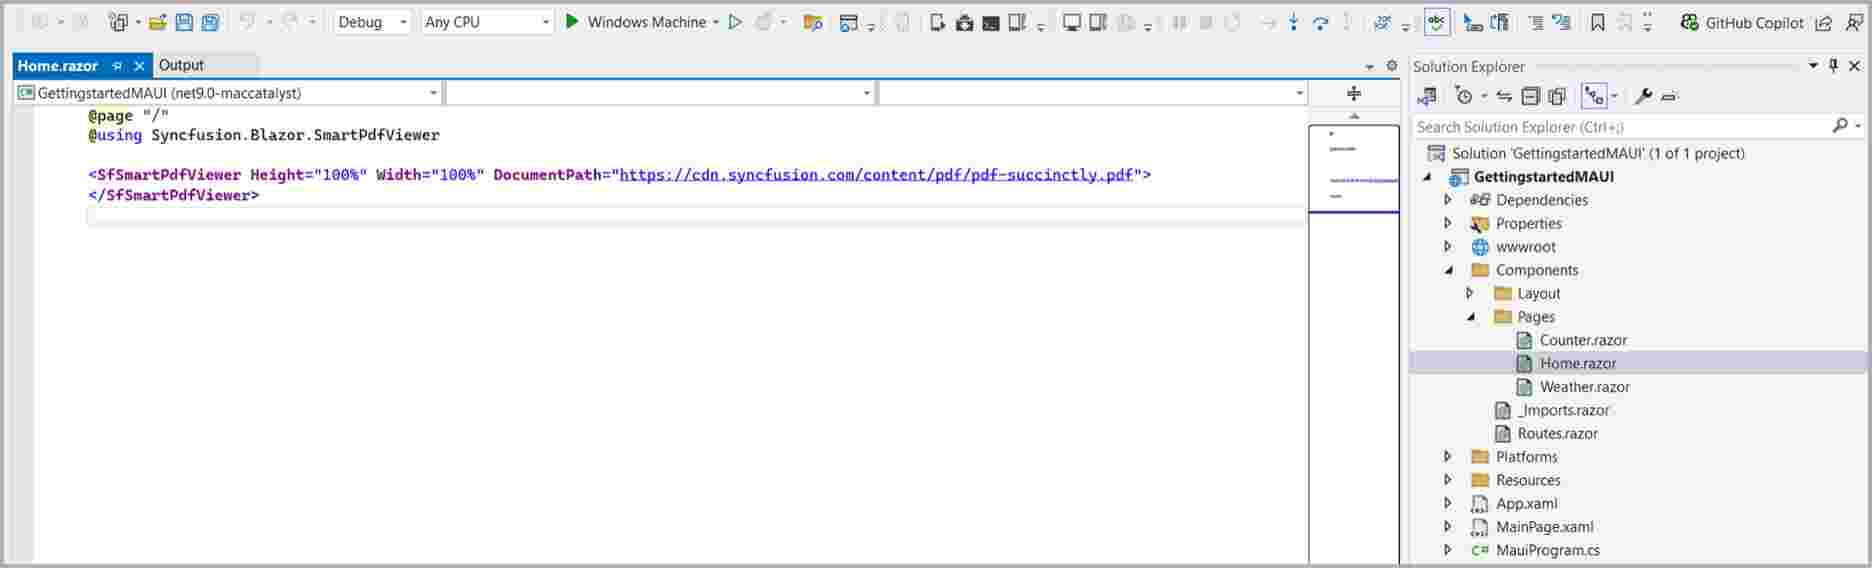 Debug Any CPU Windows Machine GitHub Copilot
Home.razor Output
Solution Explorer
GettingstartedMAUI (net9.0-maccatalyst)
@page "/"
@using Syncfusion.Blazor.SmartPdfViewer
<SfSmartPdfViewer Height="100%" Width="100%" DocumentPath="https://cdn.syncfusion.com/content/pdf/pdf-succinctly.pdf">
</SfSmartPdfViewer>
Search Solution Explorer (Ctrl+;)
Solution 'GettingstartedMAUI' (1 of 1 project)
GettingstartedMAUI
Dependencies
Properties
wwwroot
Components
Layout
Pages
Counter.razor
Home.razor
Weather.razor
_Imports.razor
Routes.razor
Platforms
Resources
App.xaml
MainPage.xaml
C# MauiProgram.cs